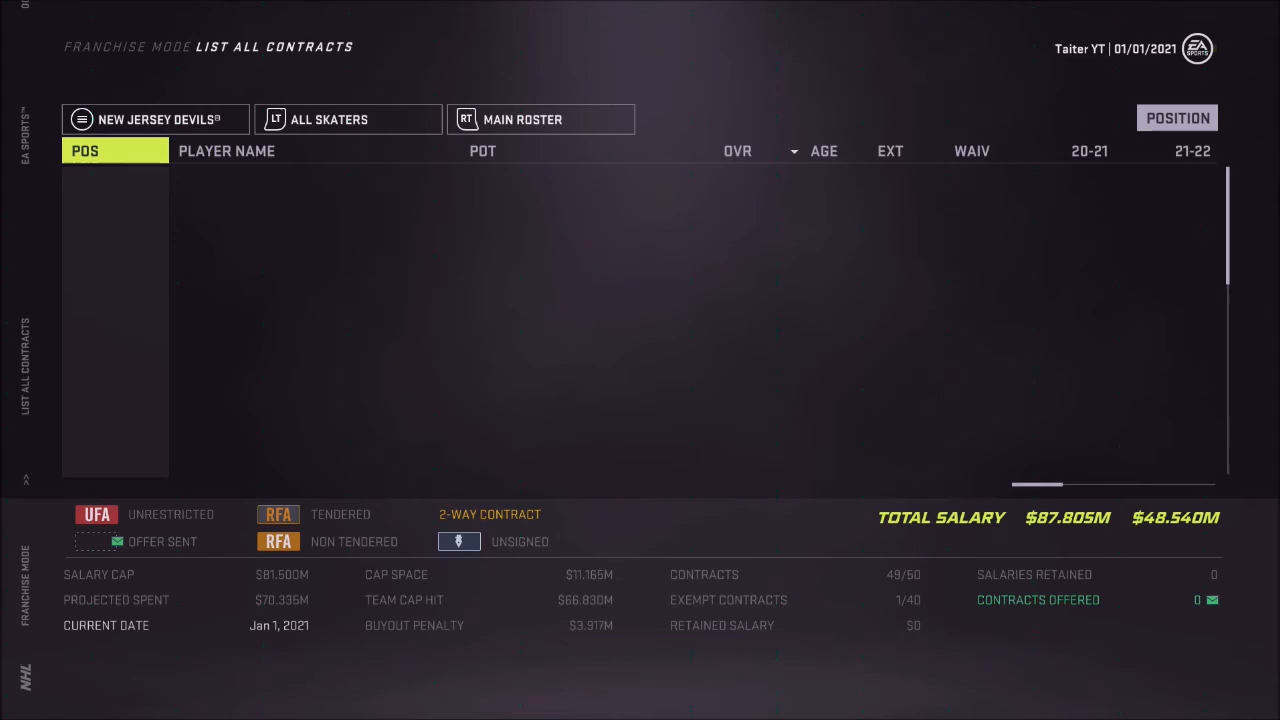 FRANCHISE MODE LIST ALL CONTRACTS
Taiter YT | 01/01/2021
EA SPORTS
NEW JERSEY DEVILS
LT ALL SKATERS
RT MAIN ROSTER
POSITION
POS PLAYER NAME POT OVR AGE EXT WAIV 20-21 21-22
UFA UNRESTRICTED RFA TENDERED 2-WAY CONTRACT
TOTAL SALARY $87.805M $48.540M
OFFER SENT RFA NON TENDERED UNSIGNED
SALARY CAP $81.500M CAP SPACE $11.165M CONTRACTS 49/50 SALARIES RETAINED 0
PROJECTED SPENT $70.335M TEAM CAP HIT $66.830M EXEMPT CONTRACTS 1/40 CONTRACTS OFFERED 0
CURRENT DATE Jan 1, 2021 BUYOUT PENALTY $3.917M RETAINED SALARY $0
EA SPORTS™
LIST ALL CONTRACTS
>>
FRANCHISE MODE
NHL